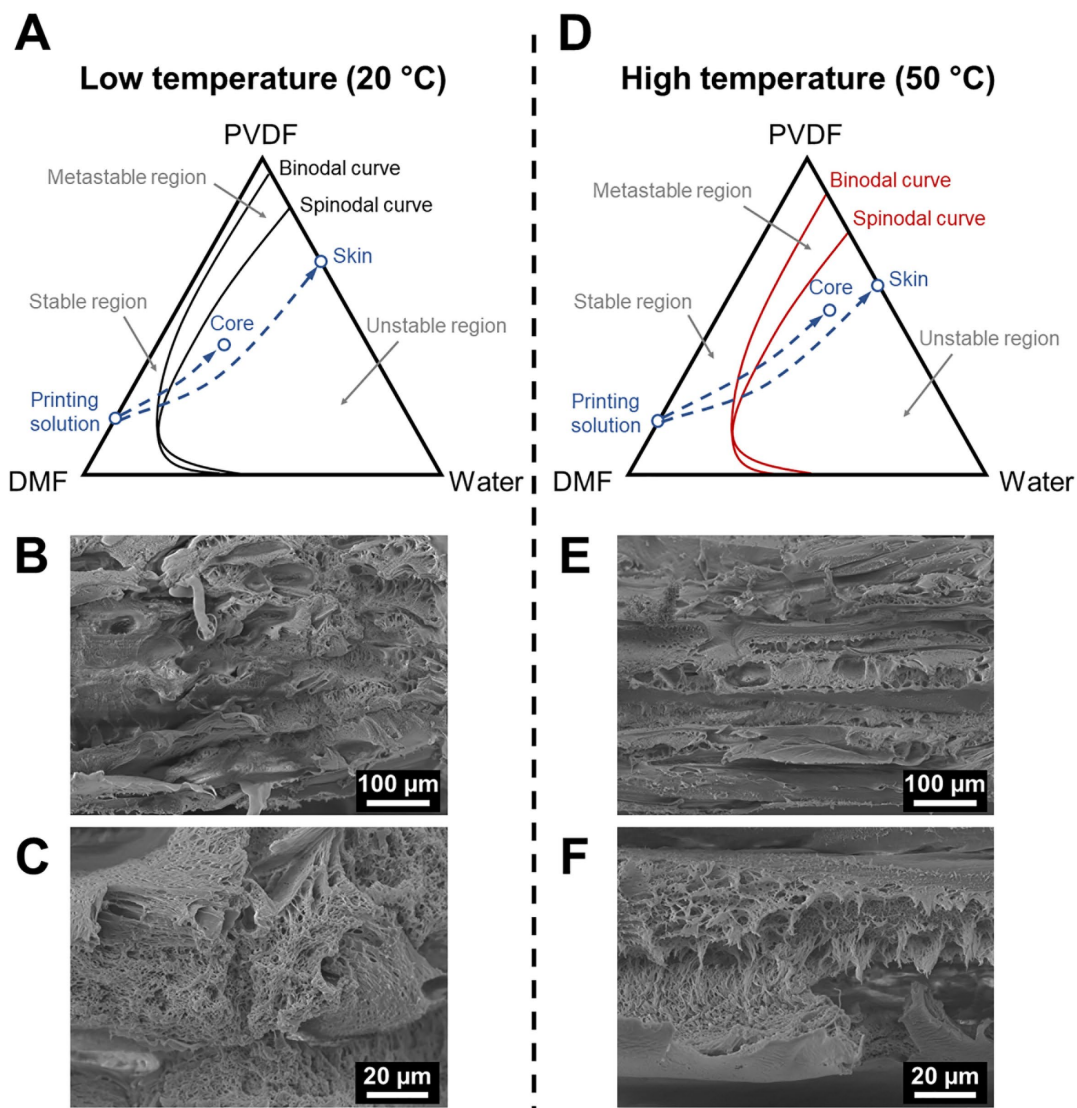 A
Low temperature (20 °C)
PVDF
Binodal curve
Metastable region
Spinodal curve
Skin
Stable region
Core
Unstable region
Printing
solution
DMF
Water
B
100 µm
C
20 µm
D
High temperature (50 °C)
PVDF
Binodal curve
Metastable region
Spinodal curve
Skin
Core
Stable region
Unstable region
Printing
solution
DMF
Water
E
100 µm
F
20 µm